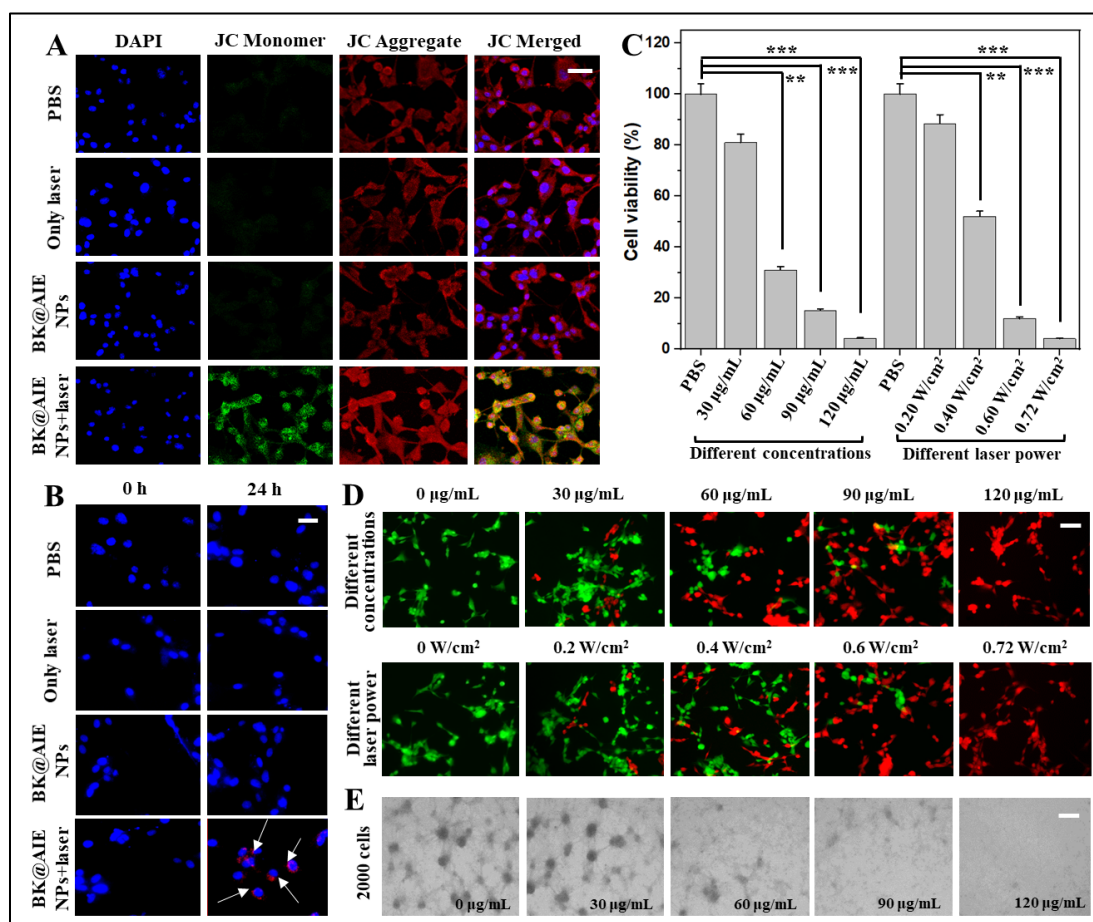 A
DAPI
JC Monomer
JC Aggregate
JC Merged
PBS
Only laser
BK@AIE
NPs
BK@AIE
NPs+laser
B
0 h
24 h
PBS
Only laser
BK@AIE
NPs
BK@AIE
NPs+laser
C
Cell viability (%)
120
100
80
60
40
20
0
***
**
***
***
**
***
PBS
30 μg/mL
60 μg/mL
90 μg/mL
120 μg/mL
PBS
0.20 W/cm²
0.40 W/cm²
0.60 W/cm²
0.72 W/cm²
Different concentrations
Different laser power
D
0 μg/mL
30 μg/mL
60 μg/mL
90 μg/mL
120 μg/mL
Different
concentrations
0 W/cm²
0.2 W/cm²
0.4 W/cm²
0.6 W/cm²
0.72 W/cm²
Different
laser power
E
2000 cells
0 μg/mL
30 μg/mL
60 μg/mL
90 μg/mL
120 μg/mL